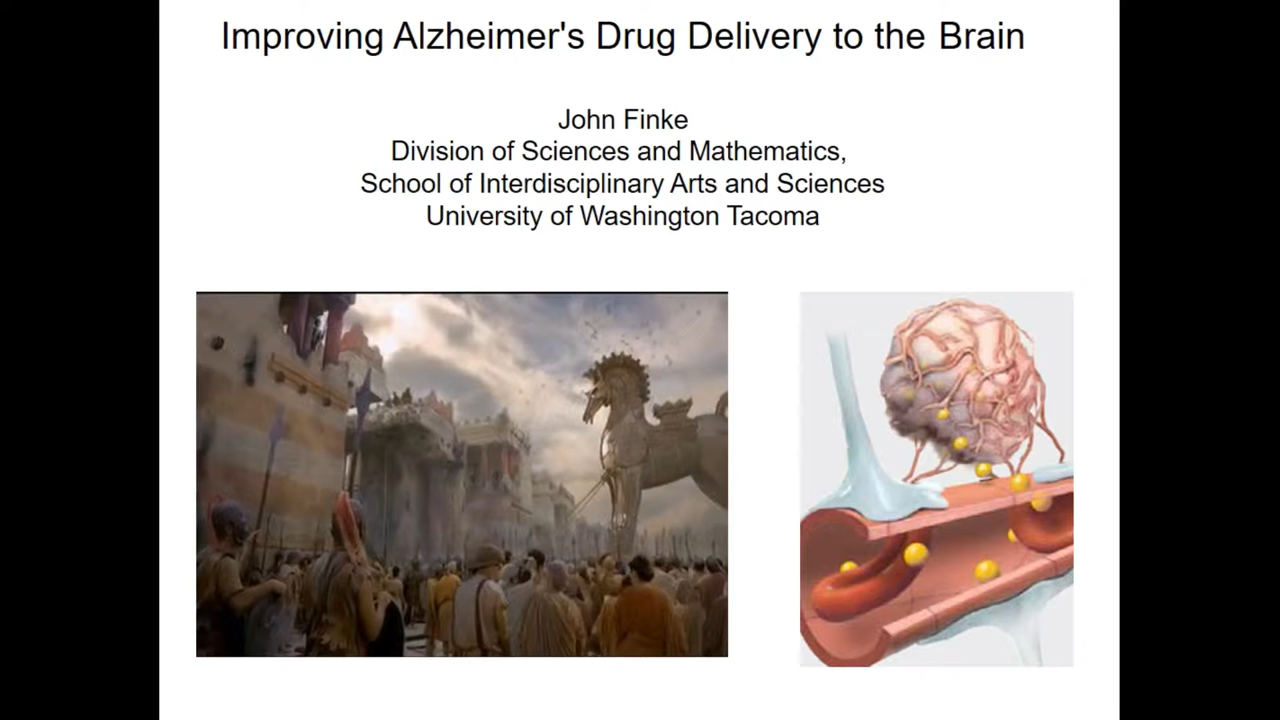 Improving Alzheimer's Drug Delivery to the Brain
John Finke
Division of Sciences and Mathematics,
School of Interdisciplinary Arts and Sciences
University of Washington Tacoma